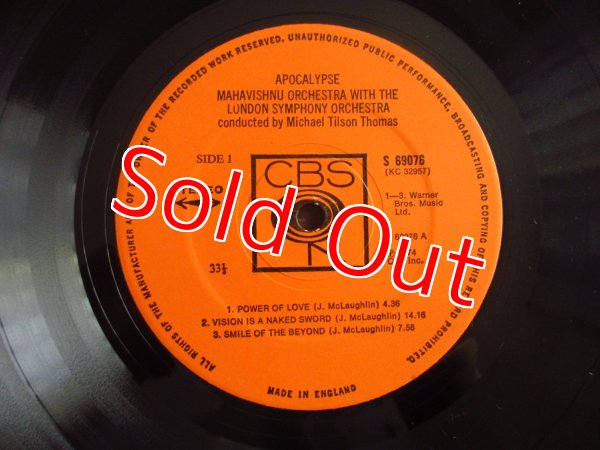 ALL RIGHTS OF THE MANUFACTURER AND OF THE OWNER OF THE RECORDED WORK RESERVED. UNAUTHORIZED PUBLIC PERFORMANCE, BROADCASTING AND COPYING OF THIS RECORD PROHIBITED.
APOCALYPSE
MAHAVISHNU ORCHESTRA WITH THE
LONDON SYMPHONY ORCHESTRA
conducted by Michael Tilson Thomas
SIDE 1
CBS
S 69076
(KC 32957)
STEREO
1—3. Warner
Bros. Music
Ltd.
Sold Out
69076 A
Inc.
33⅓
1. POWER OF LOVE (J. McLaughlin) 4.36
2. VISION IS A NAKED SWORD (J. McLaughlin) 14.16
3. SMILE OF THE BEYOND (J. McLaughlin) 7.56
MADE IN ENGLAND